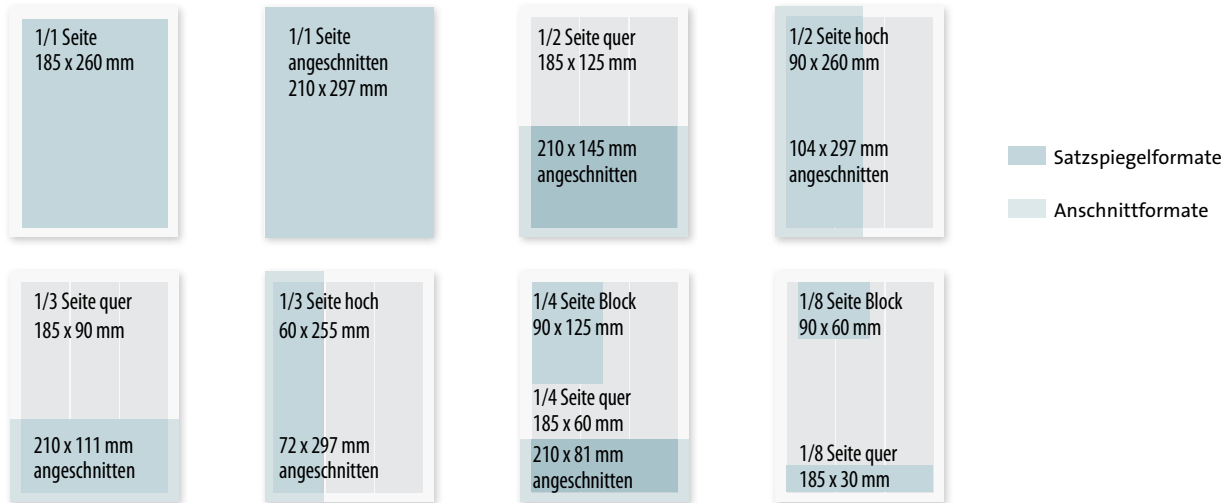 1/1 Seite
185 x 260 mm
1/1 Seite
angeschnitten
210 x 297 mm
1/2 Seite quer
185 x 125 mm
210 x 145 mm
angeschnitten
1/2 Seite hoch
90 x 260 mm
104 x 297 mm
angeschnitten
Satzspiegelformate
Anschnittformate
1/3 Seite quer
185 x 90 mm
210 x 111 mm
angeschnitten
1/3 Seite hoch
60 x 255 mm
72 x 297 mm
angeschnitten
1/4 Seite Block
90 x 125 mm
1/4 Seite quer
185 x 60 mm
210 x 81 mm
angeschnitten
1/8 Seite Block
90 x 60 mm
1/8 Seite quer
185 x 30 mm